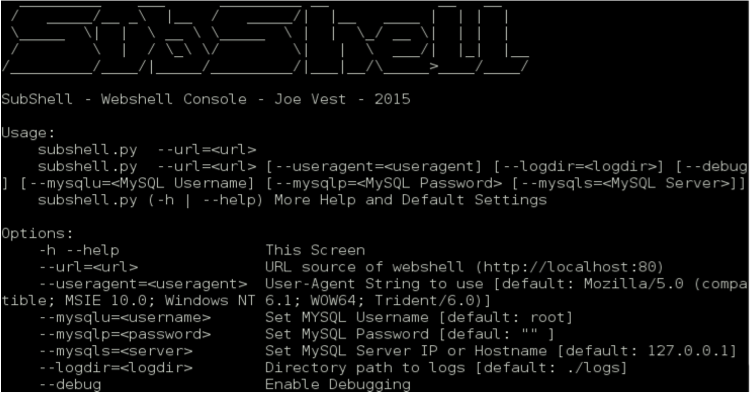 SubShell
SubShell - Webshell Console - Joe Vest - 2015
Usage:
subshell.py  --url=<url>
subshell.py  --url=<url> [--useragent=<useragent] [--logdir=<logdir>] [--debug
] [--mysqlu=<MySQL Username] [--mysqlp=<MySQL Password> [--mysqls=<MySQL Server>]]
subshell.py (-h | --help) More Help and Default Settings
Options:
-h --help                This Screen
--url=<url>              URL source of webshell (http://localhost:80)
--useragent=<useragent>  User-Agent String to use [default: Mozilla/5.0 (compa
tible; MSIE 10.0; Windows NT 6.1; WOW64; Trident/6.0)]
--mysqlu=<username>      Set MYSQL Username [default: root]
--mysqlp=<password>      Set MySQL Password [defaul: "" ]
--mysqls=<server>        Set MySQL Server IP or Hostname [default: 127.0.0.1]
--logdir=<logdir>        Directory path to logs [default: ./logs]
--debug                  Enable Debugging